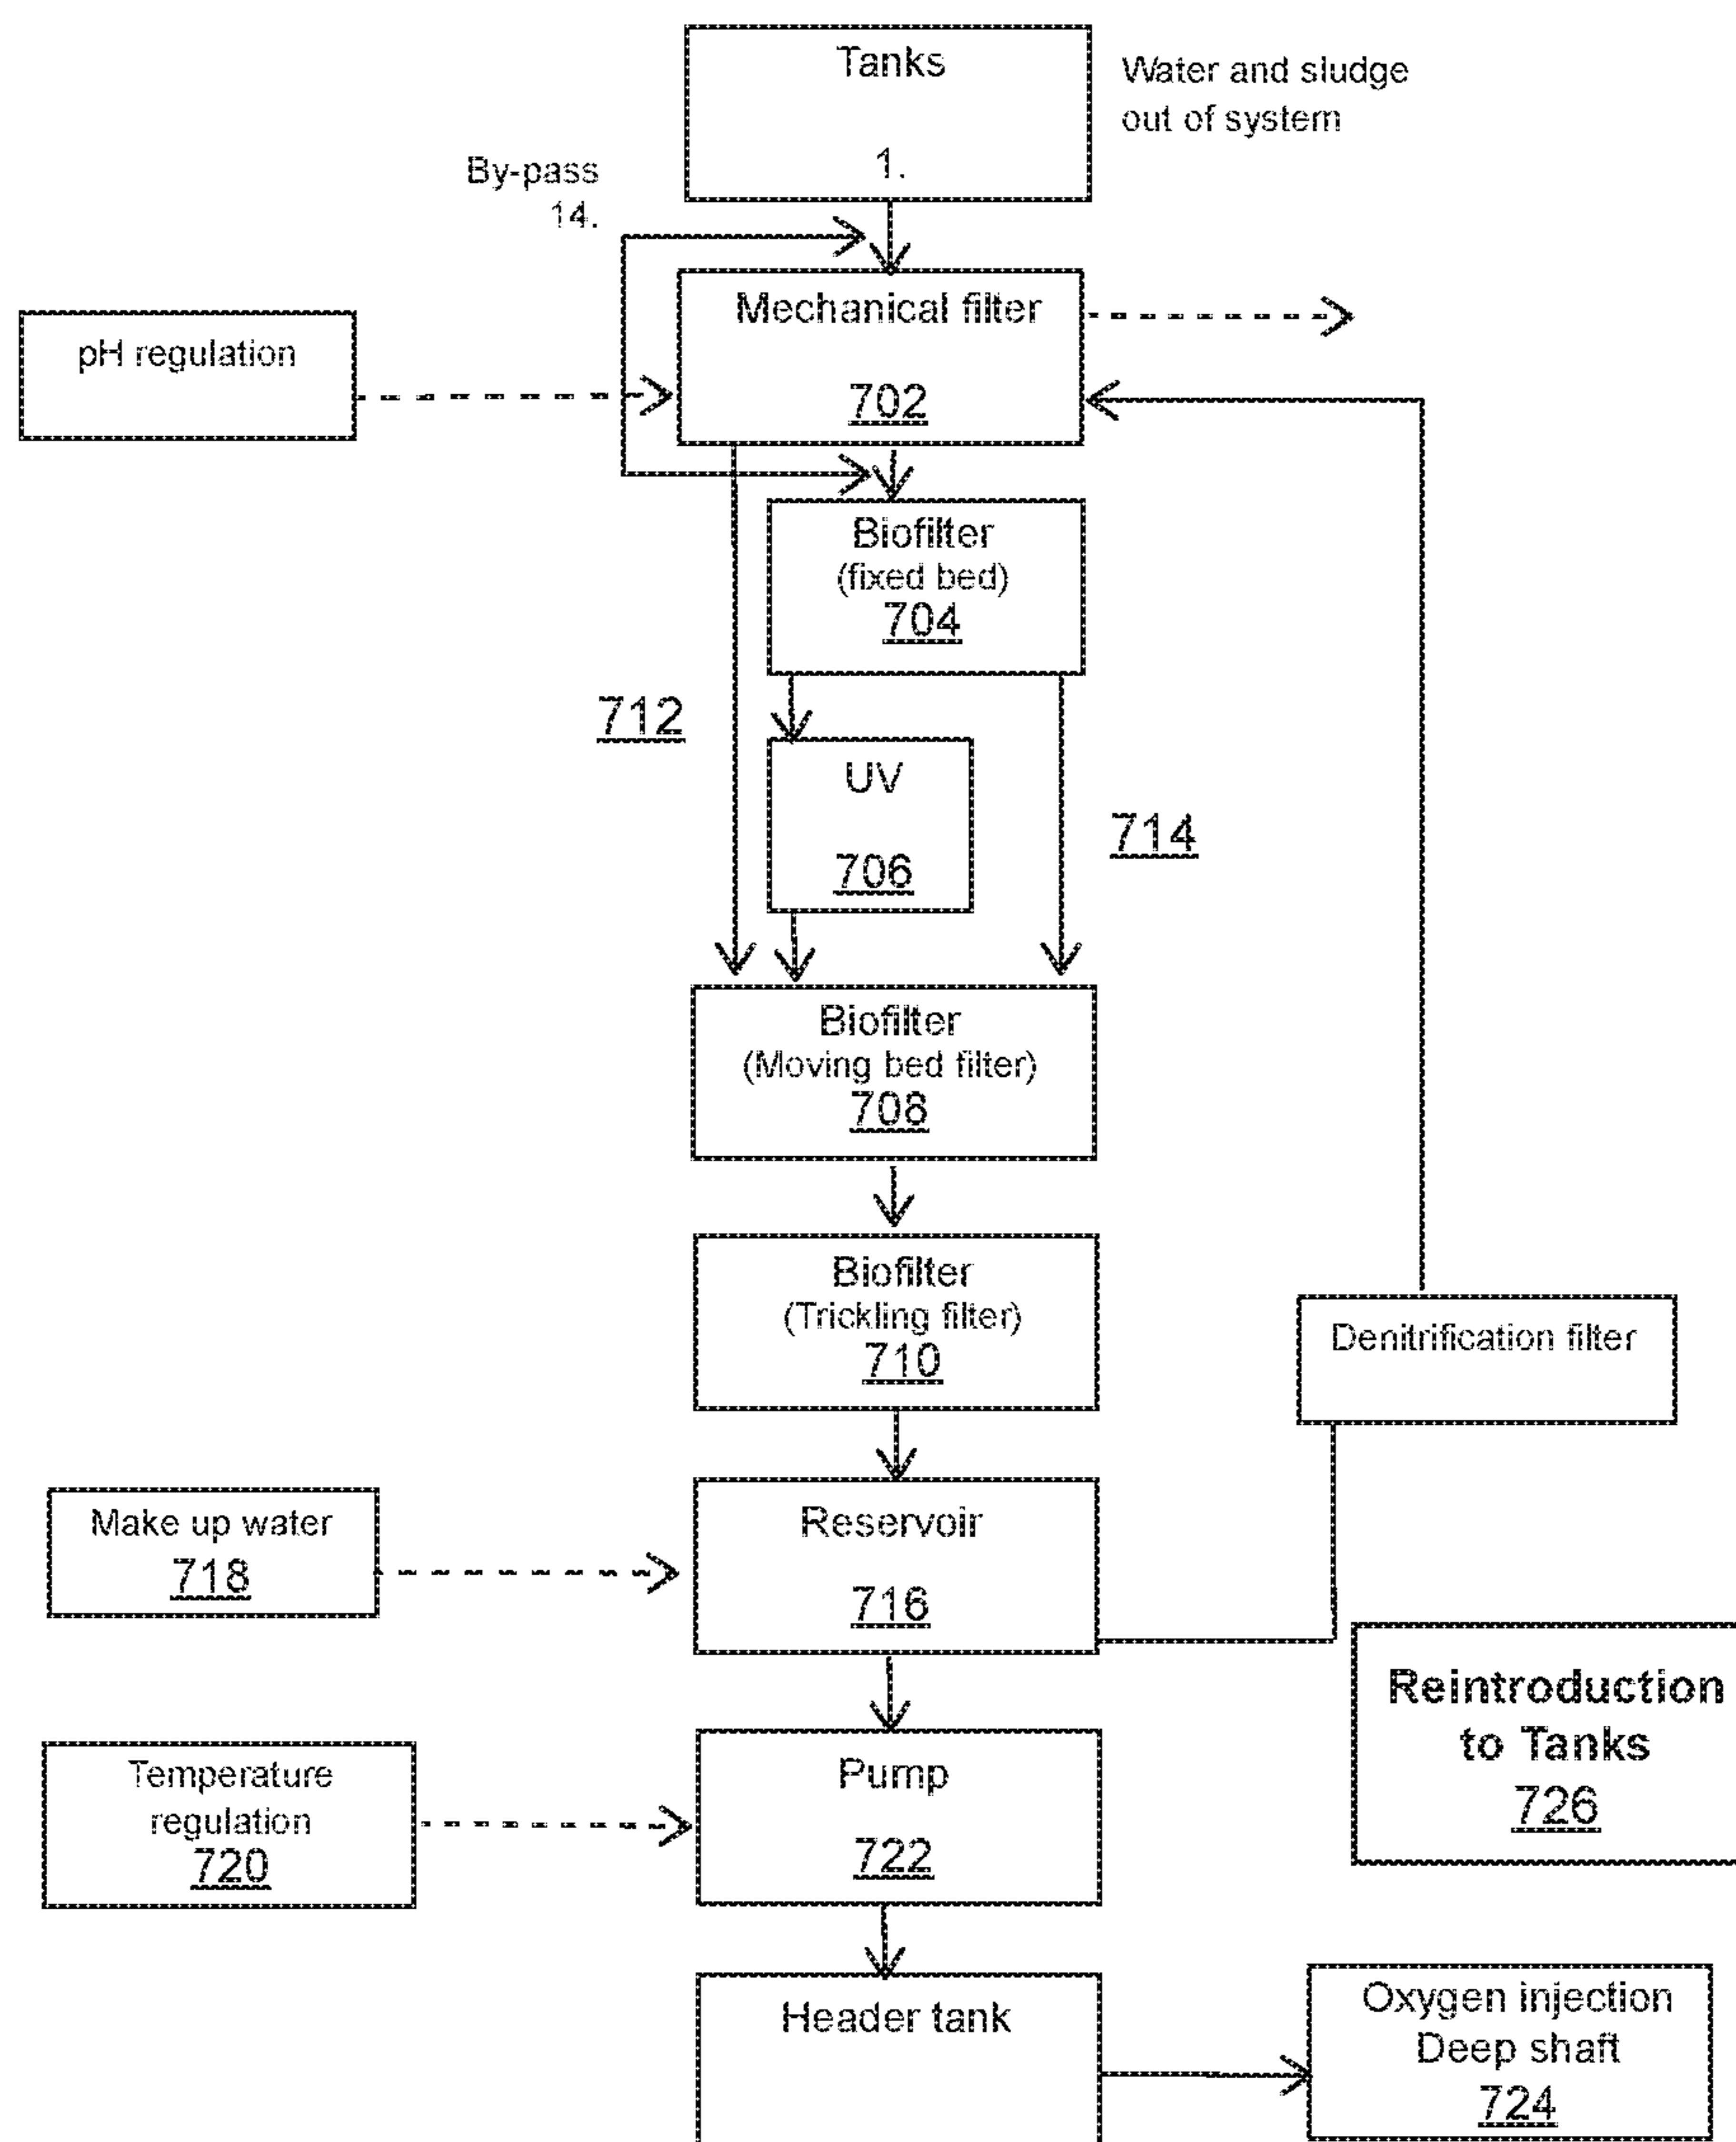 Tanks
1.
Water and sludge
out of system
By-pass
14.
Mechanical filter
702
pH regulation
Biofilter
(fixed bed)
704
712
UV
706
714
Biofilter
(Moving bed filter)
708
Biofilter
(Trickling filter)
710
Denitrification filter
Make up water
718
Reservoir
716
Reintroduction
to Tanks
726
Temperature
regulation
720
Pump
722
Header tank
Oxygen injection
Deep shaft
724